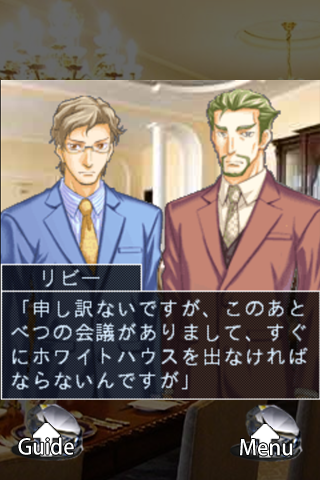 リビー
「申し訳ないですが、このあと
べつの会議がありまして、すぐ
にホワイトハウスを出なければ
ならないんですが」
Guide
Menu